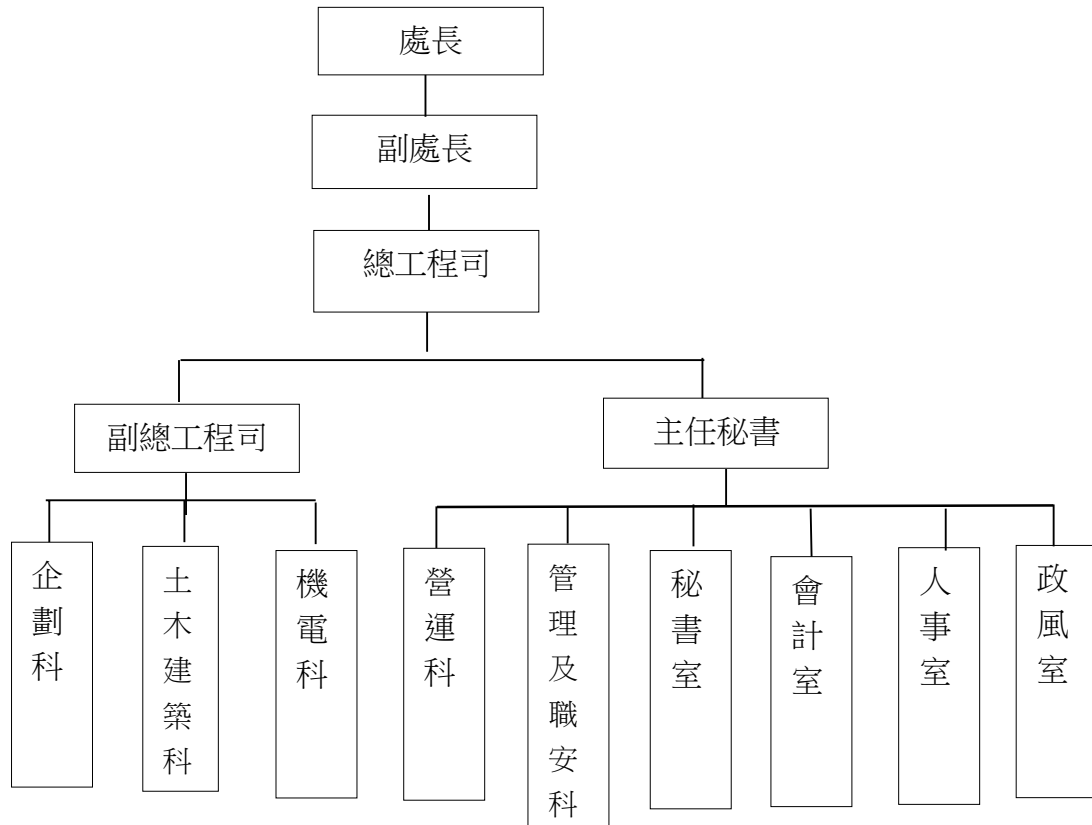 處長
副處長
總工程司
副總工程司
主任秘書
企劃科
土木建築科
機電科
營運科
管理及職安科
秘書室
會計室
人事室
政風室